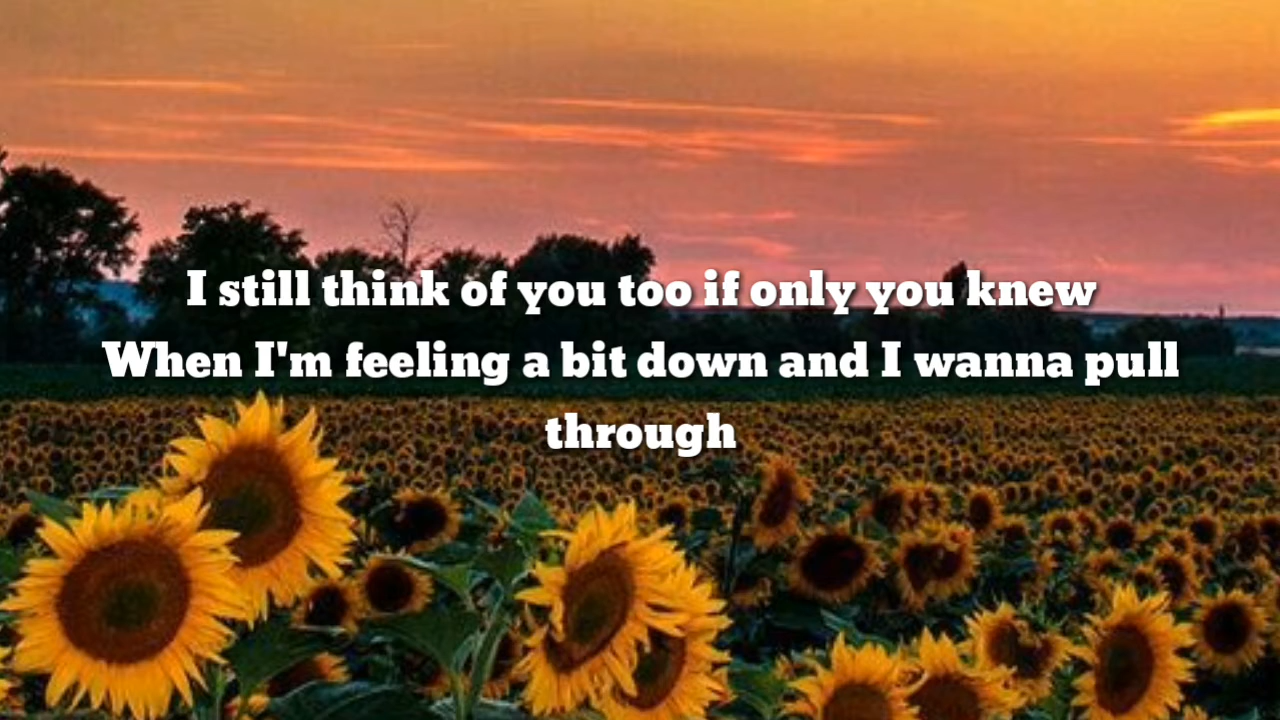 I still think of you too if only you knew
When I'm feeling a bit down and I wanna pull
through